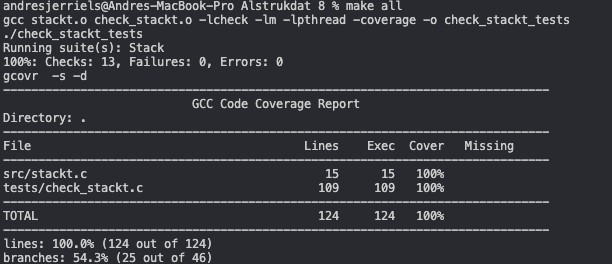 andresjerriels@Andres-MacBook-Pro Alstrukdat 8 % make all
gcc stackt.o check_stackt.o -lcheck -lm -lpthread -coverage -o check_stackt_tests
./check_stackt_tests
Running suite(s): Stack
100%: Checks: 13, Failures: 0, Errors: 0
gcovr  -s -d
------------------------------------------------------------------------------
GCC Code Coverage Report
Directory: .
------------------------------------------------------------------------------
File                                       Lines    Exec  Cover   Missing
------------------------------------------------------------------------------
src/stackt.c                                  15      15   100%
tests/check_stackt.c                         109     109   100%
------------------------------------------------------------------------------
TOTAL                                        124     124   100%
------------------------------------------------------------------------------
lines: 100.0% (124 out of 124)
branches: 54.3% (25 out of 46)